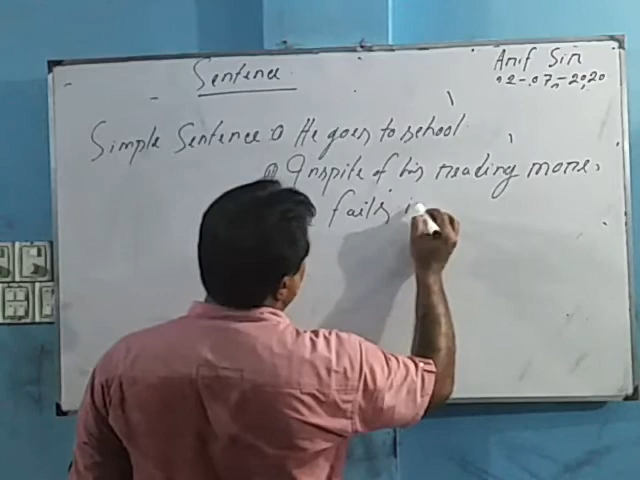 Sentence
Arif Sir
02-07-2020
Simple Sentence ① He goes to school.
② Inspite of his reading more,
fails i